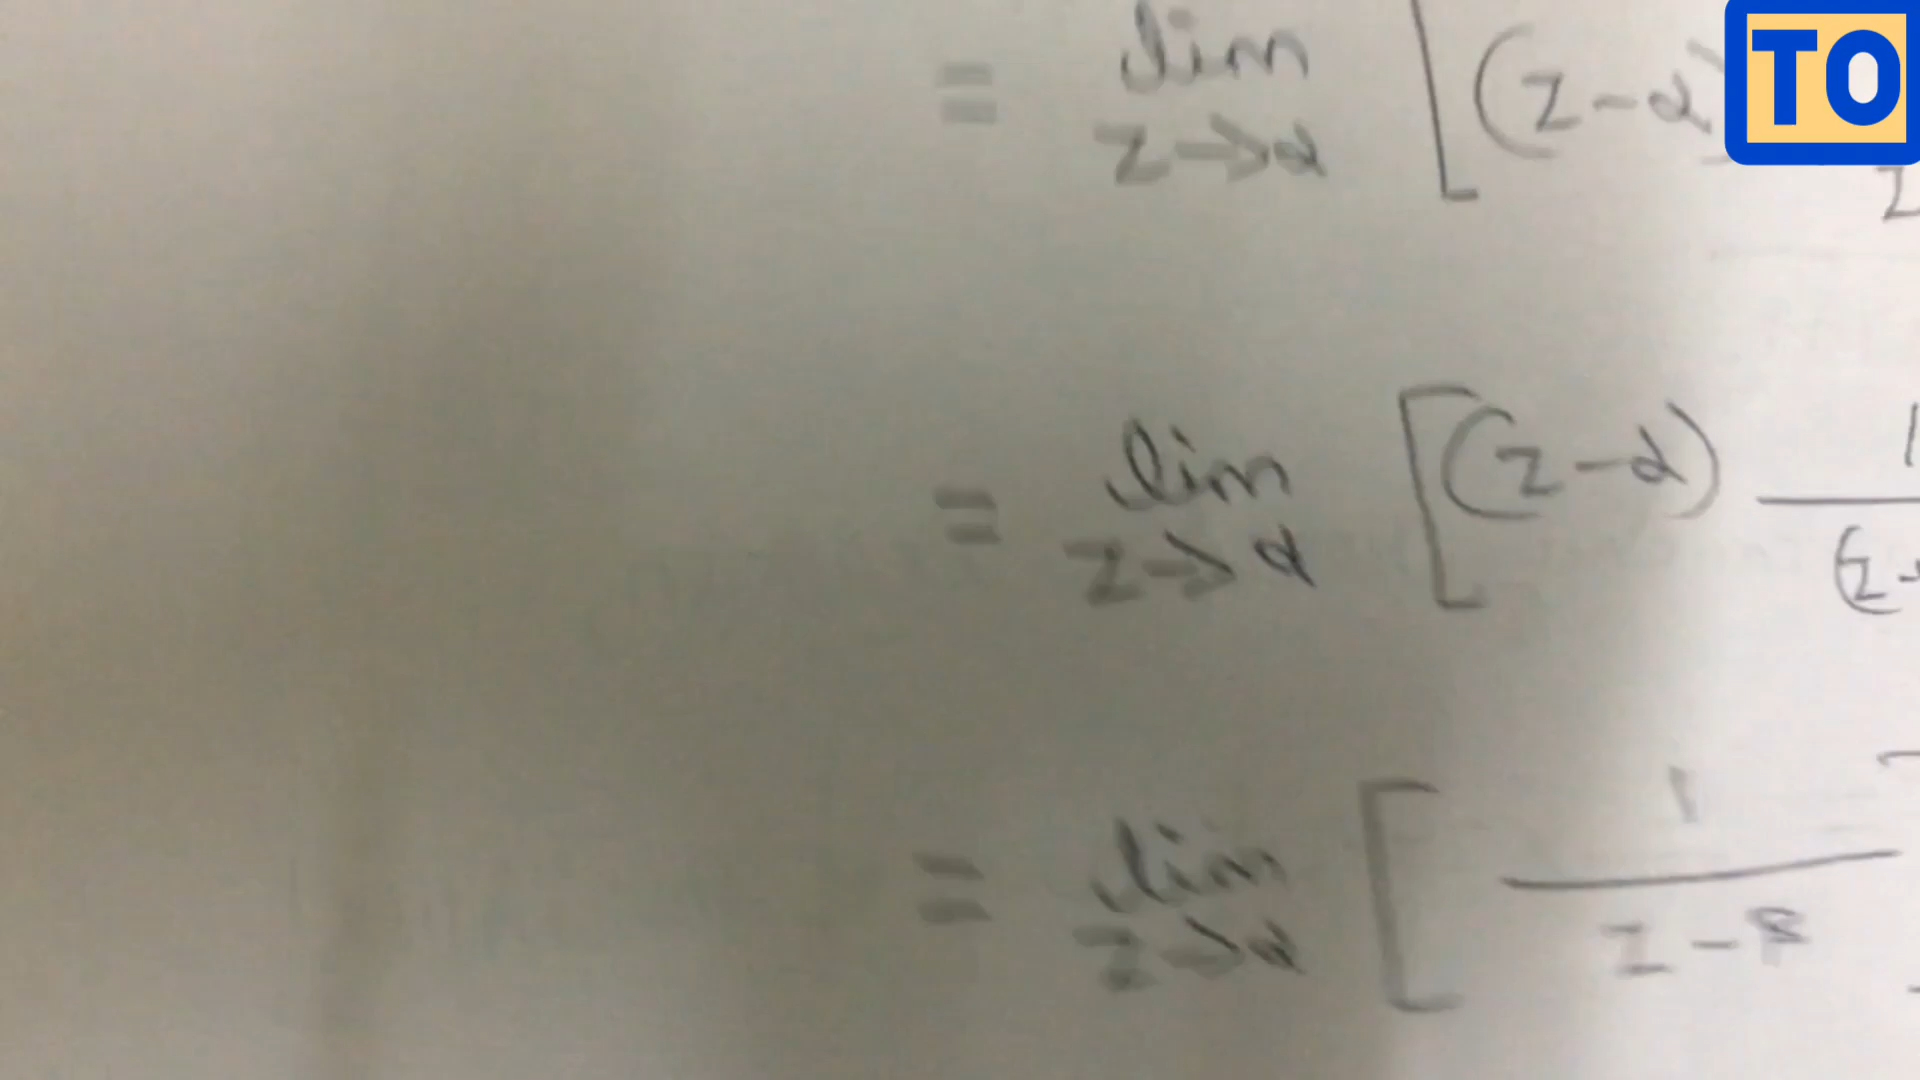 = lim [(z-α)
z→α
TO
z
= lim [(z-α) 1
z→α (z-
= lim [ 1
z→α z-β